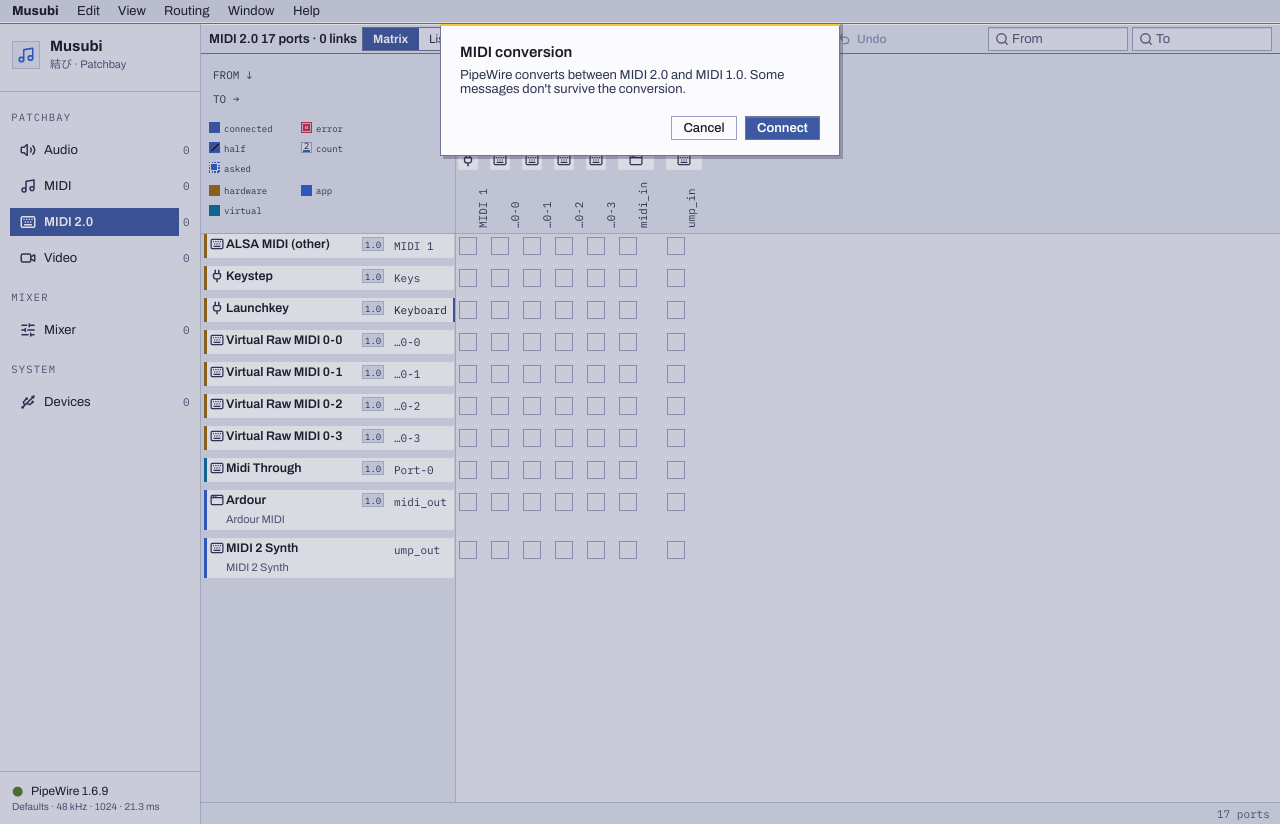 Musubi Edit View Routing Window Help
Musubi
結び · Patchbay
PATCHBAY
Audio 0
MIDI 0
MIDI 2.0 0
Video 0
MIXER
Mixer 0
SYSTEM
Devices 0
PipeWire 1.6.9
Defaults · 48 kHz · 1024 · 21.3 ms
MIDI 2.0 17 ports · 0 links Matrix Undo From To
MIDI conversion
PipeWire converts between MIDI 2.0 and MIDI 1.0. Some
messages don't survive the conversion.
Cancel Connect
FROM ↓
TO →
connected error
half 2 count
asked
hardware app
virtual
MIDI 1
…0-0
…0-1
…0-2
…0-3
midi_in
ump_in
ALSA MIDI (other) 1.0 MIDI 1
Keystep 1.0 Keys
Launchkey 1.0 Keyboard
Virtual Raw MIDI 0-0 1.0 …0-0
Virtual Raw MIDI 0-1 1.0 …0-1
Virtual Raw MIDI 0-2 1.0 …0-2
Virtual Raw MIDI 0-3 1.0 …0-3
Midi Through 1.0 Port-0
Ardour 1.0 midi_out
Ardour MIDI
MIDI 2 Synth ump_out
MIDI 2 Synth
17 ports